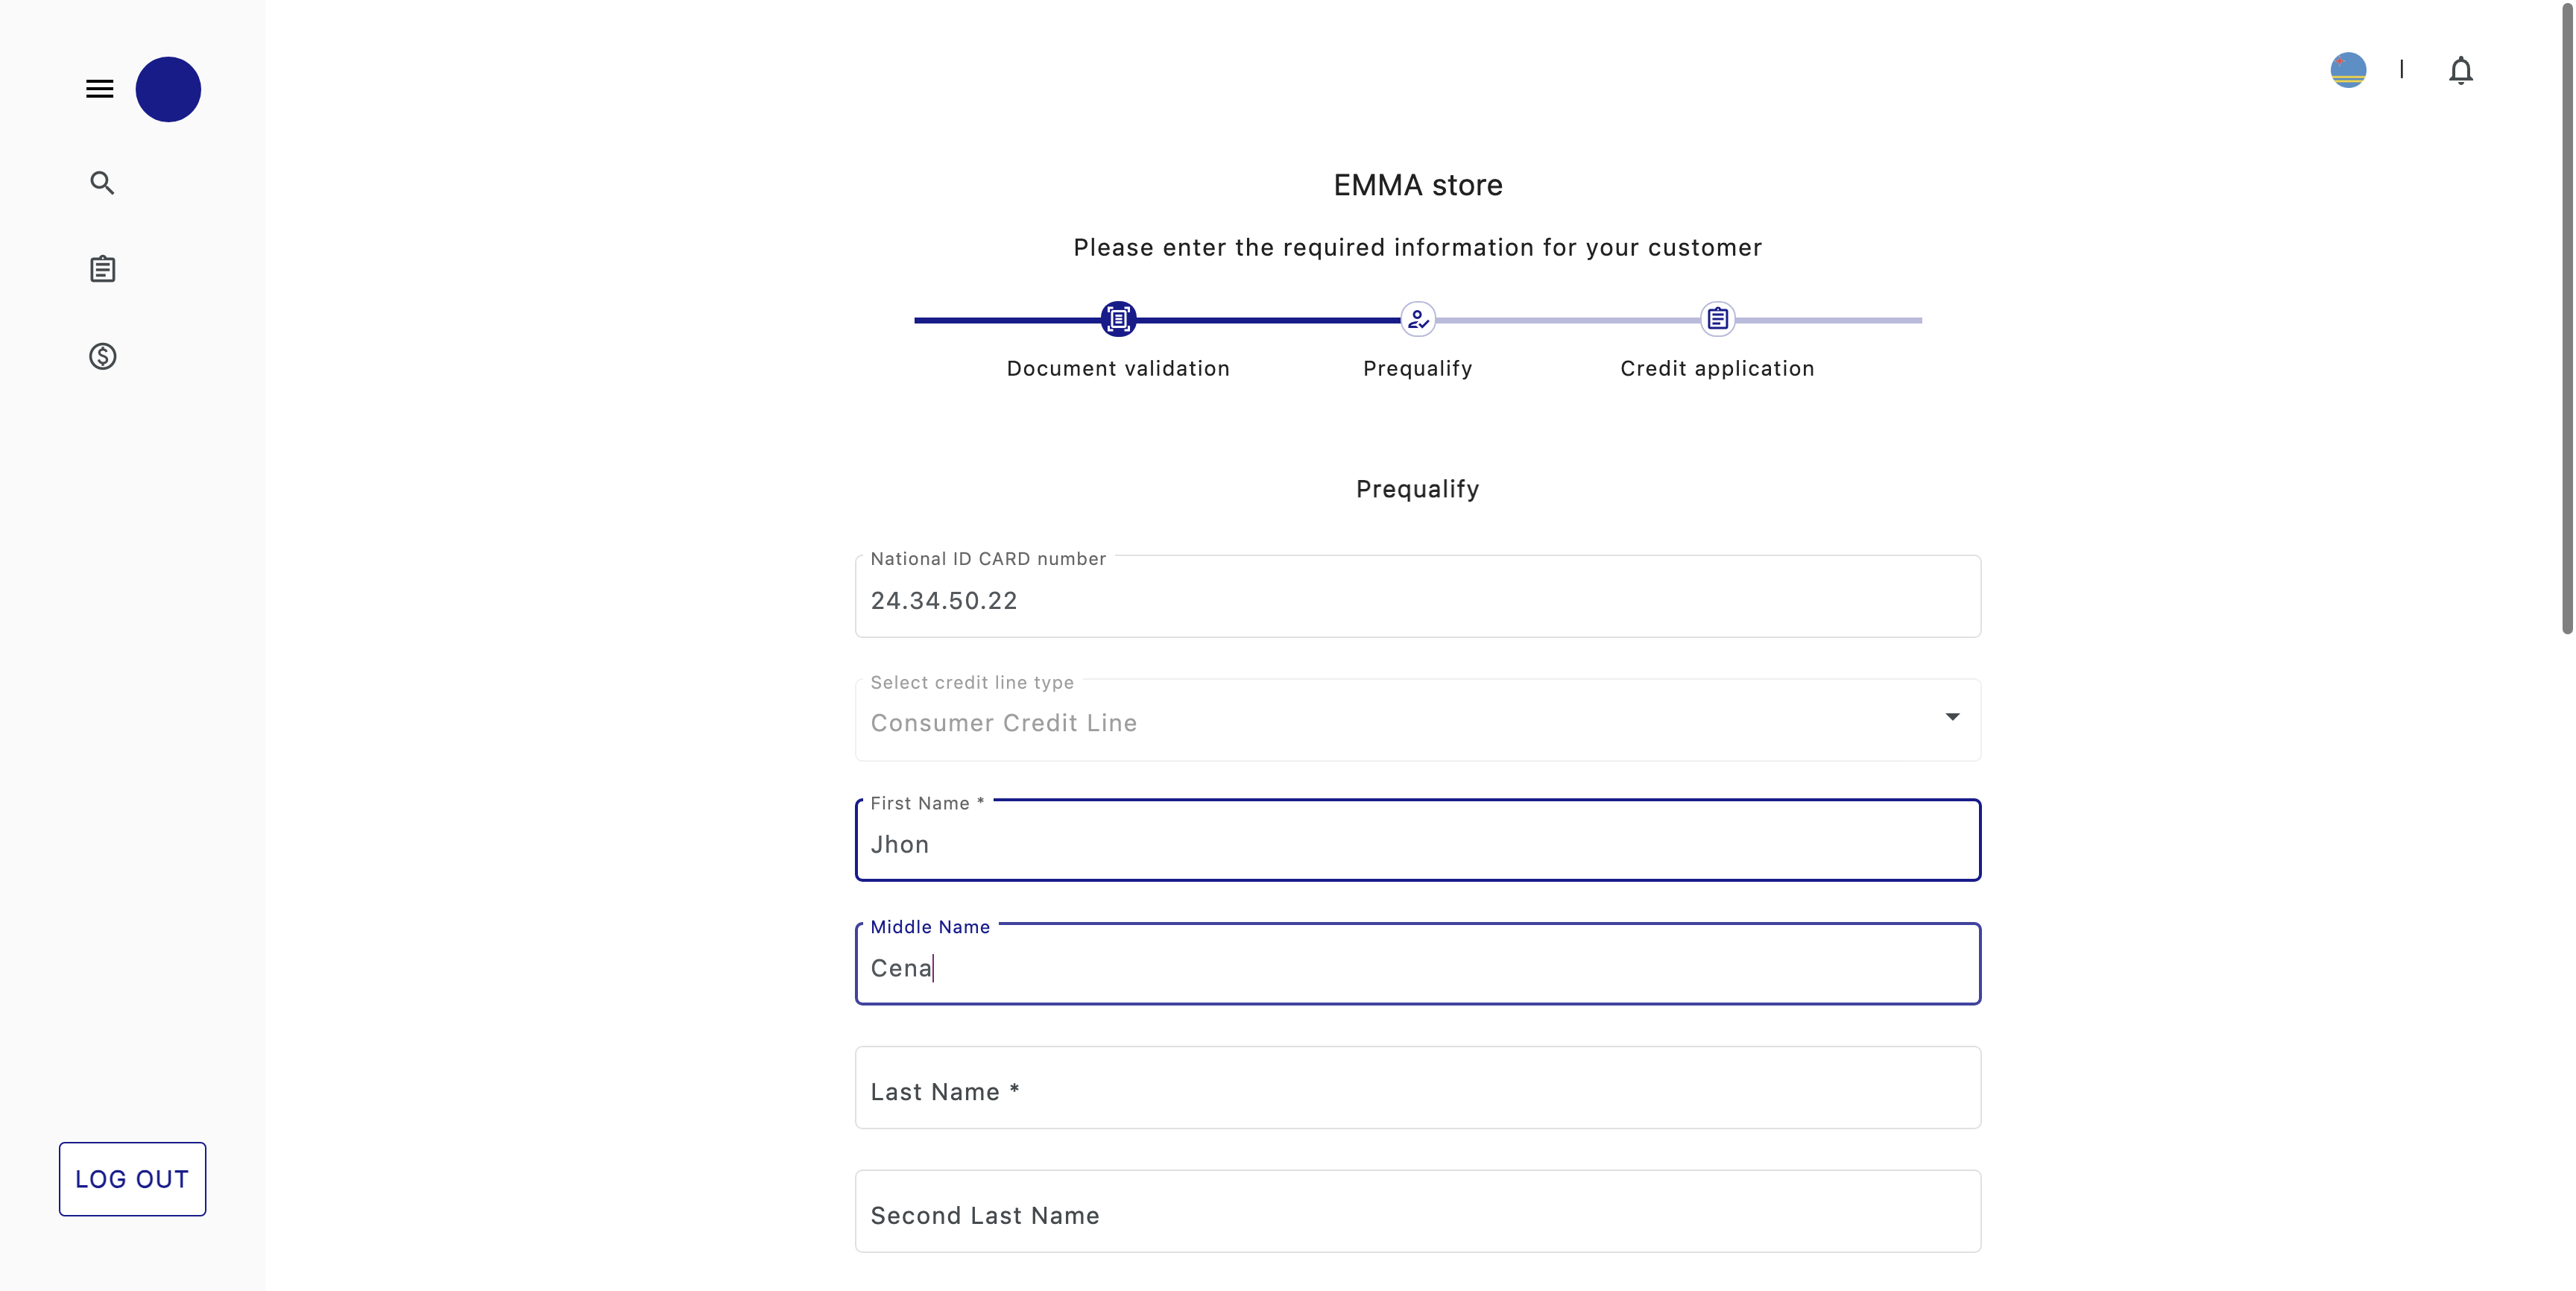 EMMA store
Please enter the required information for your customer
Document validation
Prequalify
Credit application
Prequalify
National ID CARD number
24.34.50.22
Select credit line type
Consumer Credit Line
First Name *
Jhon
Middle Name
Cena
Last Name *
Second Last Name
LOG OUT